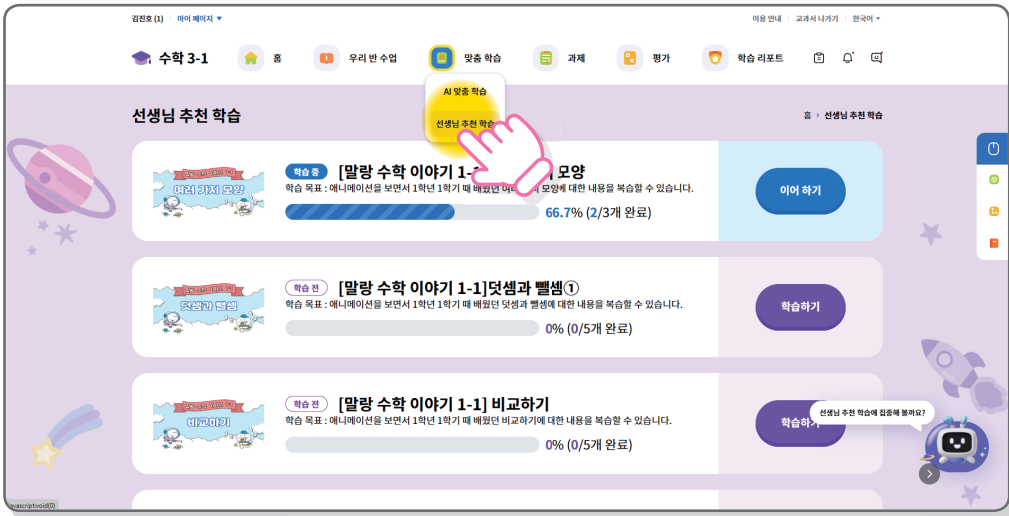 김진호 (1) 마이 페이지 ▼ 이용 안내 교과서 나가기 한국어 ▾
수학 3-1 홈 우리 반 수업 맞춤 학습 과제 평가 학습 리포트
AI 맞춤 학습
선생님 추천 학습
선생님 추천 학습
홈 › 선생님 추천 학습
여러 가지 모양
학습 중 [말랑 수학 이야기 1-1 모양
학습 목표 : 애니메이션을 보면서 1학년 1학기 때 배웠던 모양에 대한 내용을 복습할 수 있습니다.
66.7% (2/3개 완료)
이어 하기
덧셈과 뺄셈
학습 전 [말랑 수학 이야기 1-1]덧셈과 뺄셈①
학습 목표 : 애니메이션을 보면서 1학년 1학기 때 배웠던 덧셈과 뺄셈에 대한 내용을 복습할 수 있습니다.
0% (0/5개 완료)
학습하기
비교하기
학습 전 [말랑 수학 이야기 1-1] 비교하기
학습 목표 : 애니메이션을 보면서 1학년 1학기 때 배웠던 비교하기에 대한 내용을 복습할 수 있습니다.
0% (0/5개 완료)
학습하기
선생님 추천 학습에 집중해 볼까요?
javascript:void(0)